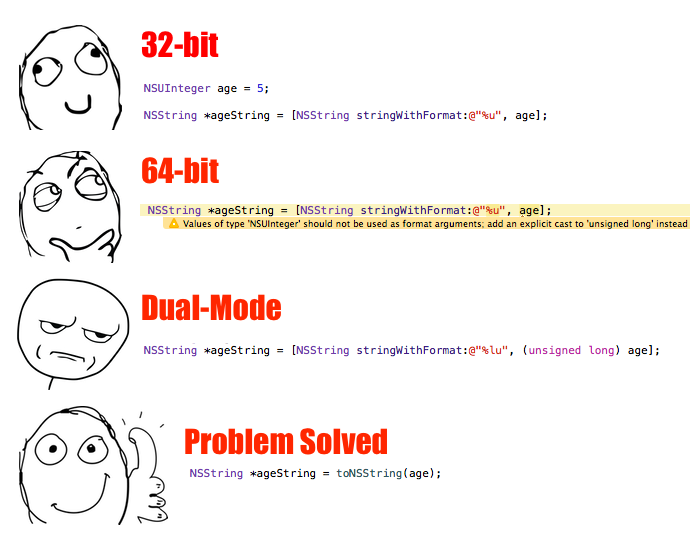 32-bit
NSUInteger age = 5;
NSString *ageString = [NSString stringWithFormat:@"%u", age];
64-bit
NSString *ageString = [NSString stringWithFormat:@"%u", age];
Values of type 'NSUInteger' should not be used as format arguments; add an explicit cast to 'unsigned long' instead
Dual-Mode
NSString *ageString = [NSString stringWithFormat:@"%lu", (unsigned long) age];
Problem Solved
NSString *ageString = toNSString(age);